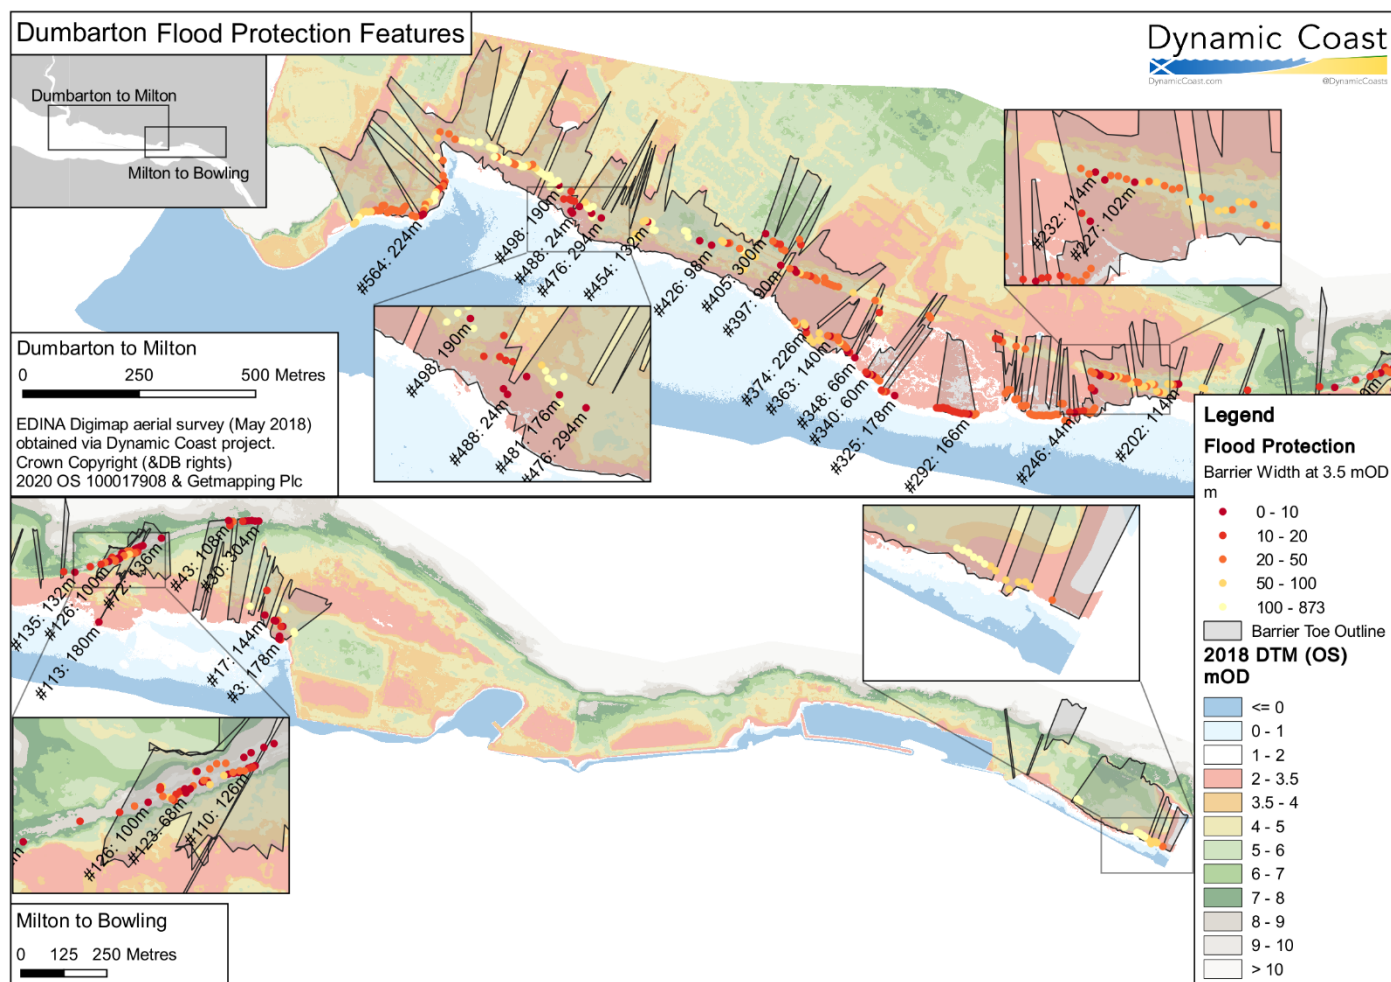 Dumbarton Flood Protection Features
Dynamic Coast
DynamicCoast.com
@DynamicCoasts
Dumbarton to Milton
Milton to Bowling
#564: 224m
#498: 190m
#488: 24m
#476: 294m
#454: 132m
#426: 98m
#405: 300m
#397: 90m
#374: 226m
#363: 140m
#348: 66m
#340: 60m
#325: 178m
#292: 166m
#246: 44m
#202: 114m
#232: 114m
#227: 102m
#498: 190m
#488: 24m
#481: 176m
#476: 294m
Dumbarton to Milton
0 250 500 Metres
EDINA Digimap aerial survey (May 2018)
obtained via Dynamic Coast project.
Crown Copyright (&DB rights)
2020 OS 100017908 & Getmapping Plc
Legend
Flood Protection
Barrier Width at 3.5 mOD
m
0 - 10
10 - 20
20 - 50
50 - 100
100 - 873
Barrier Toe Outline
2018 DTM (OS)
mOD
<= 0
0 - 1
1 - 2
2 - 3.5
3.5 - 4
4 - 5
5 - 6
6 - 7
7 - 8
8 - 9
9 - 10
> 10
#135: 132m
#126: 100m
#72: 136m
#113: 180m
#43: 108m
#30: 304m
#17: 144m
#3: 178m
#126: 100m
#123: 68m
#110: 126m
Milton to Bowling
0 125 250 Metres